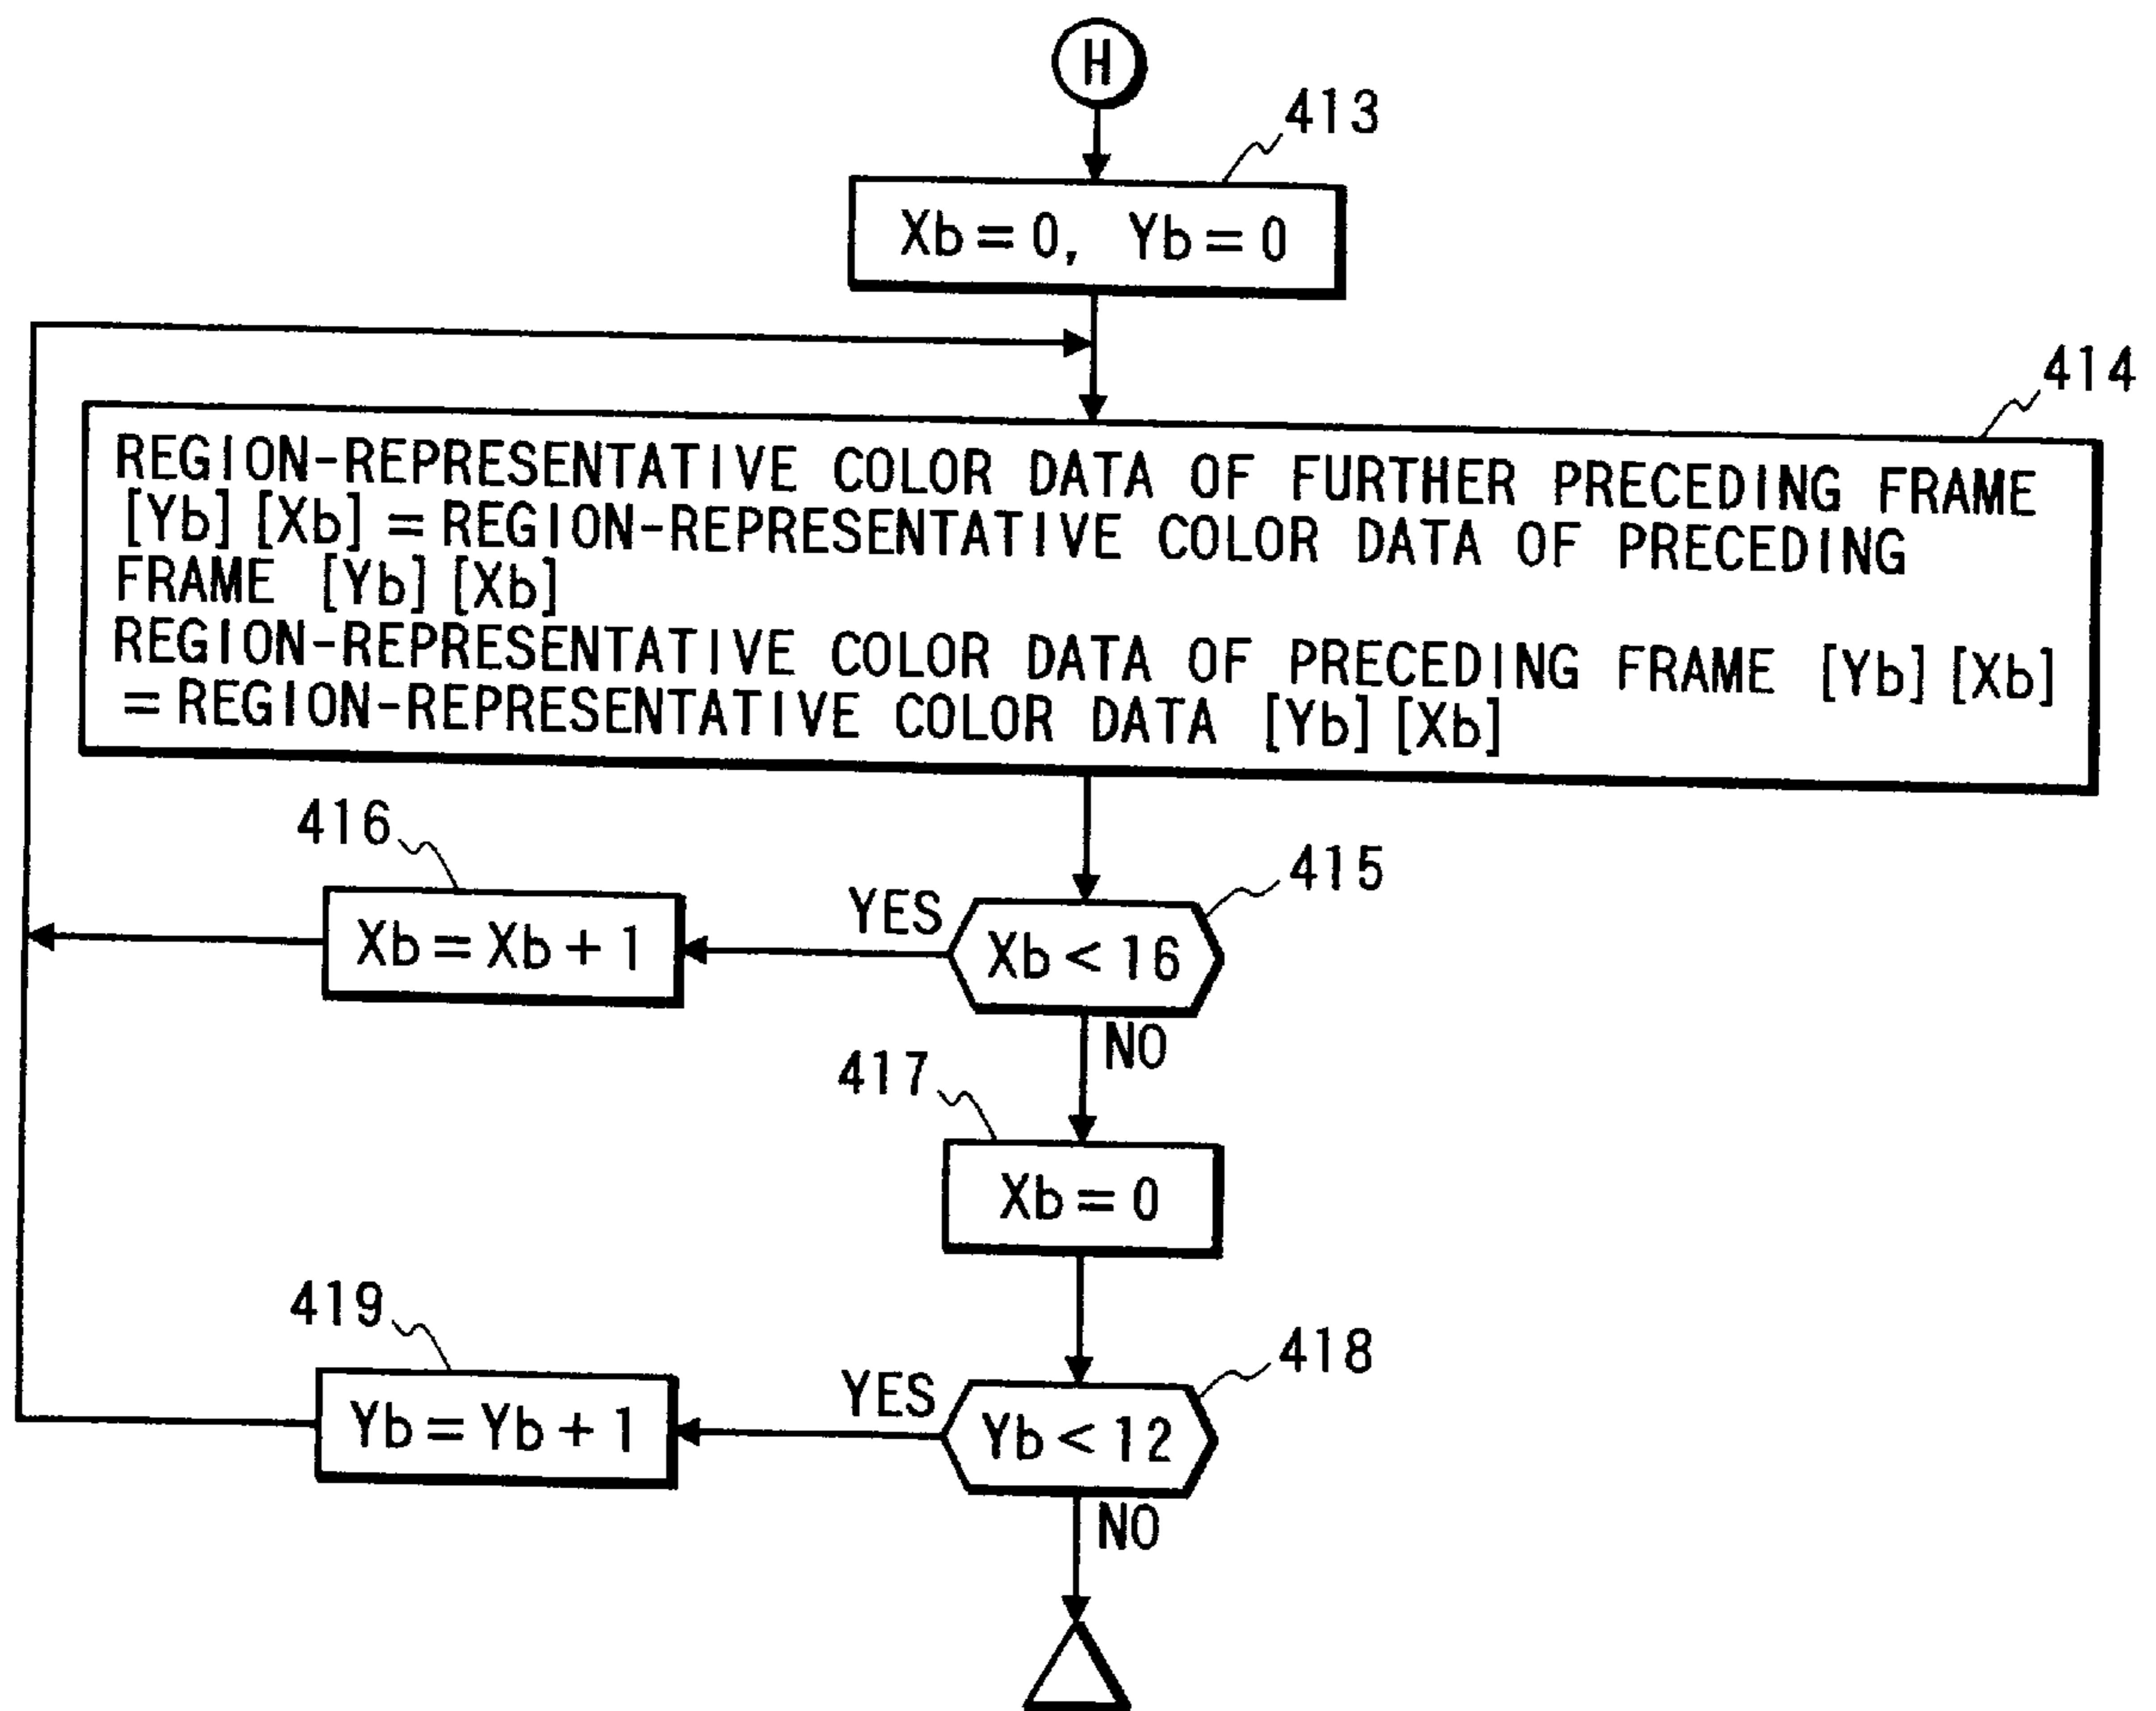 H
413
Xb=0, Yb=0
414
REGION-REPRESENTATIVE COLOR DATA OF FURTHER PRECEDING FRAME
[Yb] [Xb] = REGION-REPRESENTATIVE COLOR DATA OF PRECEDING
FRAME [Yb] [Xb]
REGION-REPRESENTATIVE COLOR DATA OF PRECEDING FRAME [Yb] [Xb]
= REGION-REPRESENTATIVE COLOR DATA [Yb] [Xb]
416
415
YES
Xb = Xb + 1
Xb < 16
NO
417
Xb = 0
419
418
YES
Yb = Yb + 1
Yb < 12
NO